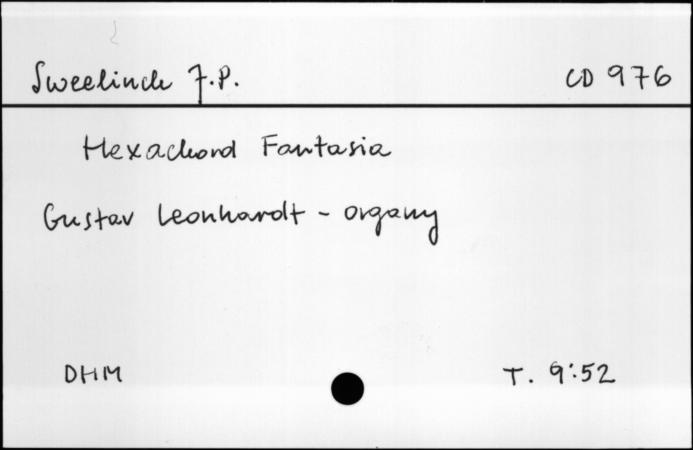 Sweelinck J.P. CD 976
Hexachord Fantasia
Gustav Leonhardt - organy
DHM T. 9:52